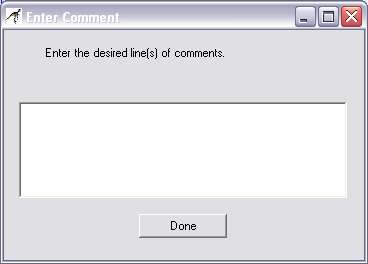 Enter Comment
Enter the desired line(s) of comments.
Done